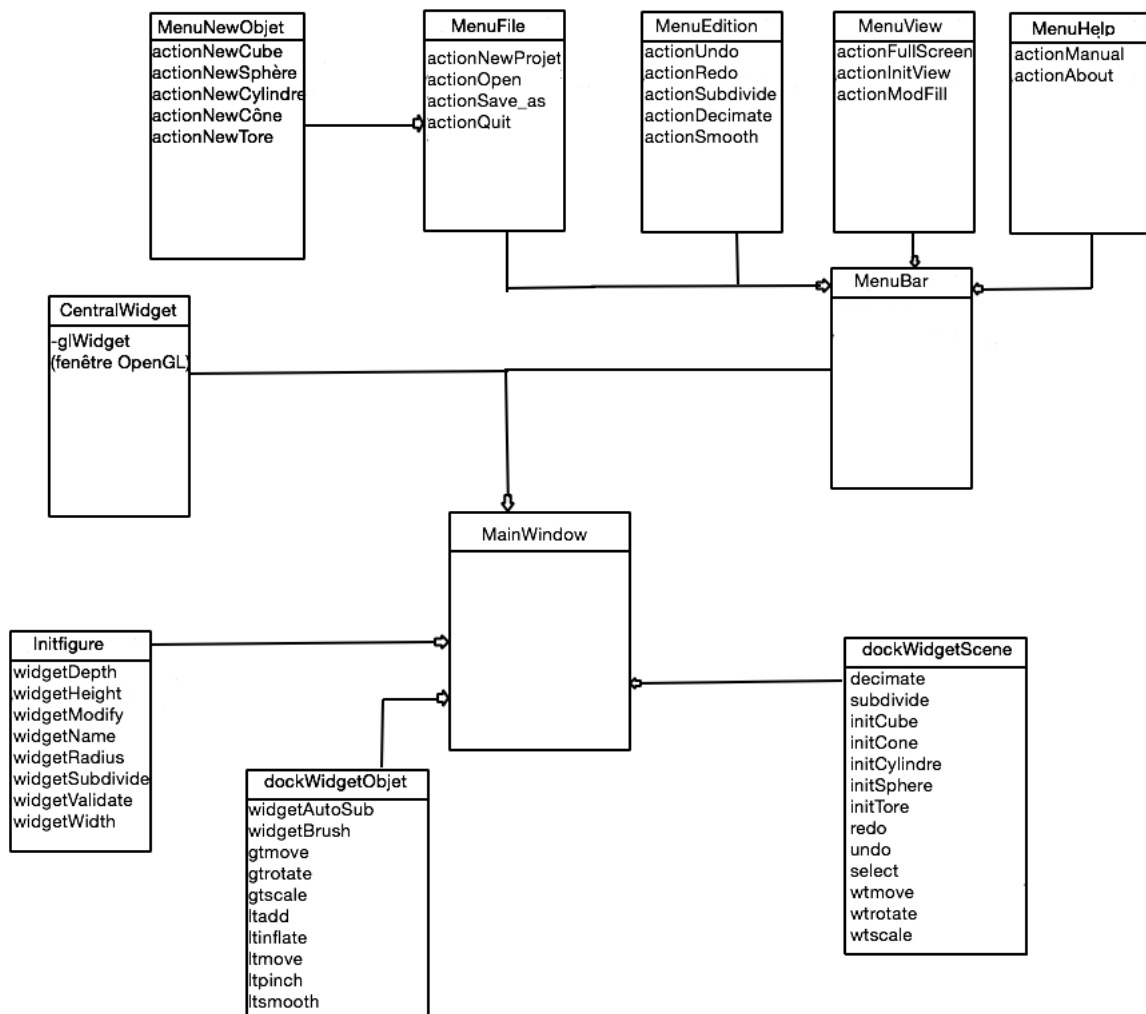 MenuNewObjet
actionNewCube
actionNewSphère
actionNewCylindre
actionNewCône
actionNewTore
MenuFile
actionNewProjet
actionOpen
actionSave_as
actionQuit
MenuEdition
actionUndo
actionRedo
actionSubdivide
actionDecimate
actionSmooth
MenuView
actionFullScreen
actionInitView
actionModFill
MenuHelp
actionManual
actionAbout
MenuBar
CentralWidget
-glWidget
(fenêtre OpenGL)
MainWindow
Initfigure
widgetDepth
widgetHeight
widgetModify
widgetName
widgetRadius
widgetSubdivide
widgetValidate
widgetWidth
dockWidgetObjet
widgetAutoSub
widgetBrush
gtmove
gtrotate
gtscale
ltadd
ltinflate
ltmove
ltpinch
ltsmooth
dockWidgetScene
decimate
subdivide
initCube
initCone
initCylindre
initSphere
initTore
redo
undo
select
wtmove
wtrotate
wtscale